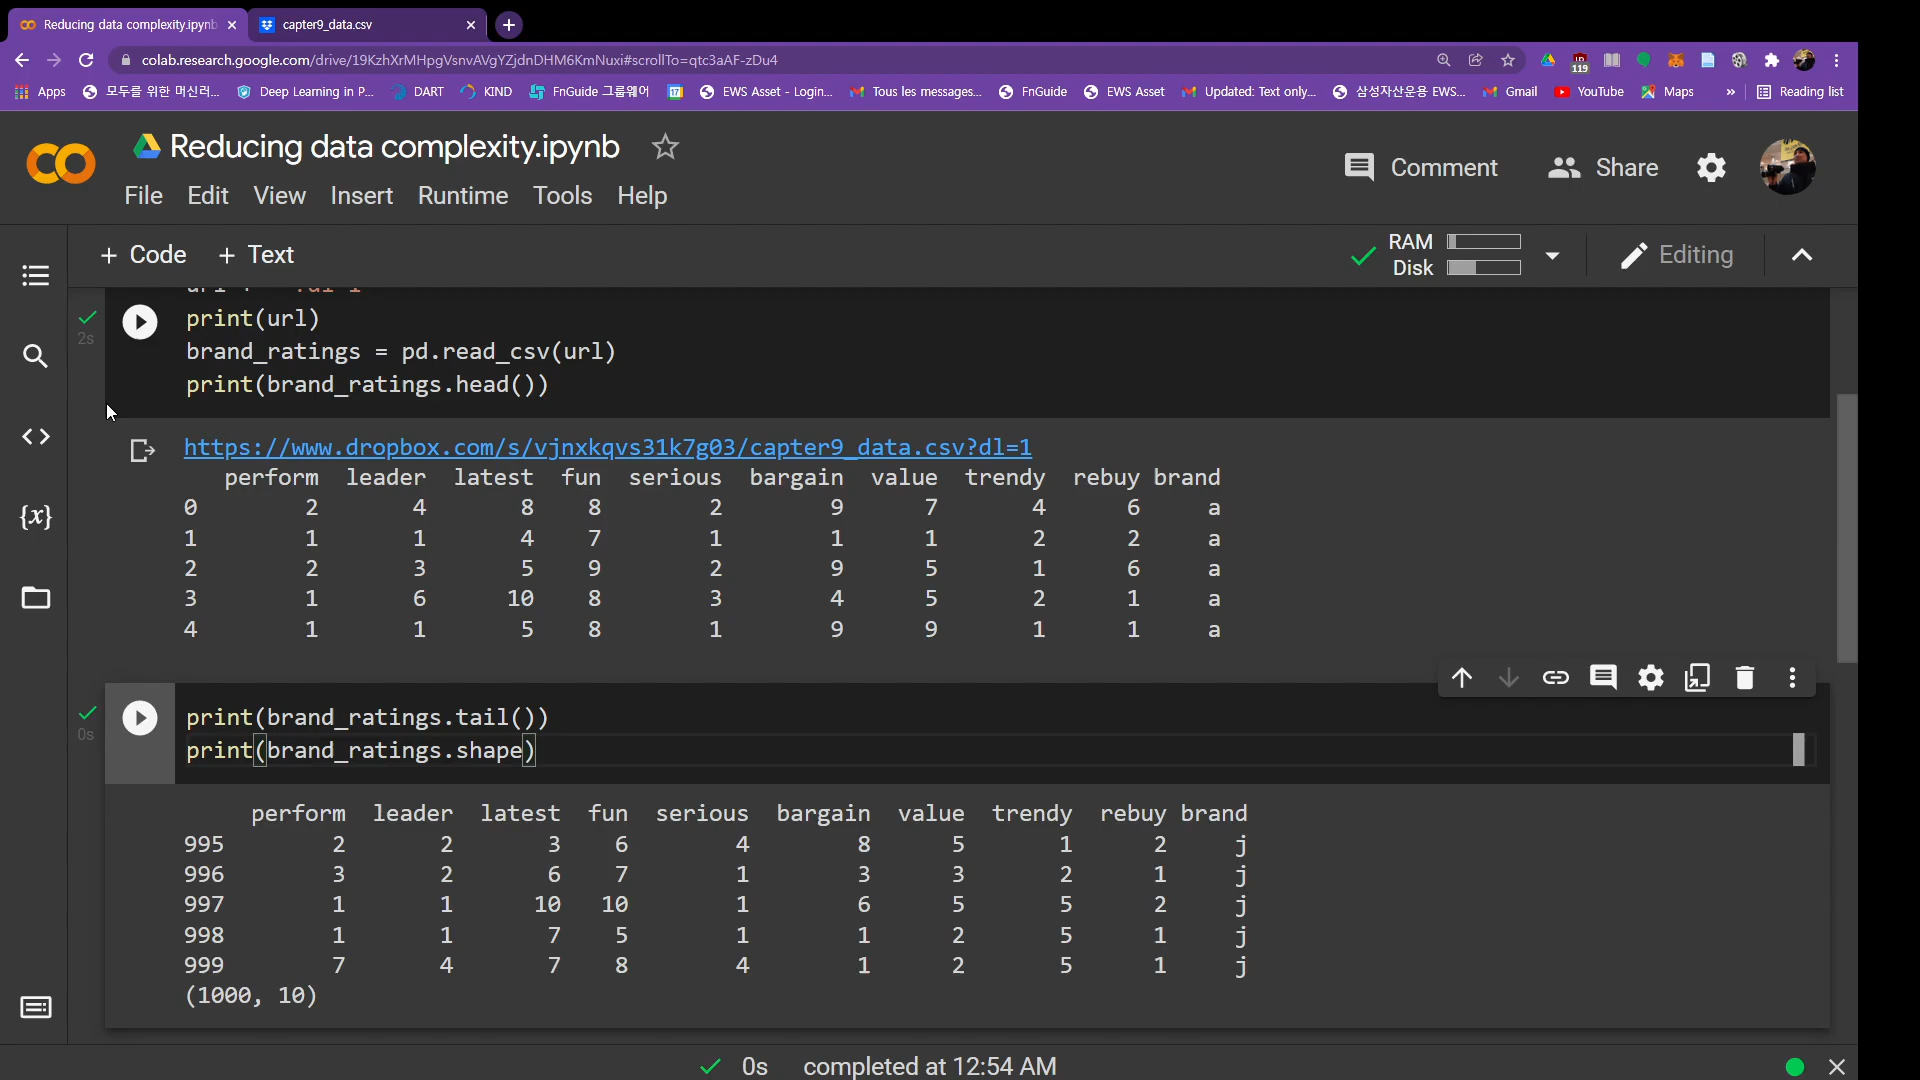 Reducing data complexity.ipynb
capter9_data.csv
colab.research.google.com/drive/19KzhXrMHpgVsnvAVgYZjdnDHM6KmNuxi#scrollTo=qtc3aAF-zDu4
119
Apps 모두를 위한 머신러... Deep Learning in P... DART KIND FnGuide 그룹웨어 17 EWS Asset - Login... Tous les messages... FnGuide EWS Asset Updated: Text only... 삼성자산운용 EWS... Gmail YouTube Maps » Reading list
Reducing data complexity.ipynb
Comment Share
File Edit View Insert Runtime Tools Help
+ Code + Text
RAM
Disk
Editing
2s
print(url)
brand_ratings = pd.read_csv(url)
print(brand_ratings.head())
https://www.dropbox.com/s/vjnxkqvs31k7g03/capter9_data.csv?dl=1
perform leader latest fun serious bargain value trendy rebuy brand
0 2 4 8 8 2 9 7 4 6 a
1 1 1 4 7 1 1 1 2 2 a
2 2 3 5 9 2 9 5 1 6 a
3 1 6 10 8 3 4 5 2 1 a
4 1 1 5 8 1 9 9 1 1 a
0s
print(brand_ratings.tail())
print(brand_ratings.shape)
perform leader latest fun serious bargain value trendy rebuy brand
995 2 2 3 6 4 8 5 1 2 j
996 3 2 6 7 1 3 3 2 1 j
997 1 1 10 10 1 6 5 5 2 j
998 1 1 7 5 1 1 2 5 1 j
999 7 4 7 8 4 1 2 5 1 j
(1000, 10)
0s completed at 12:54 AM